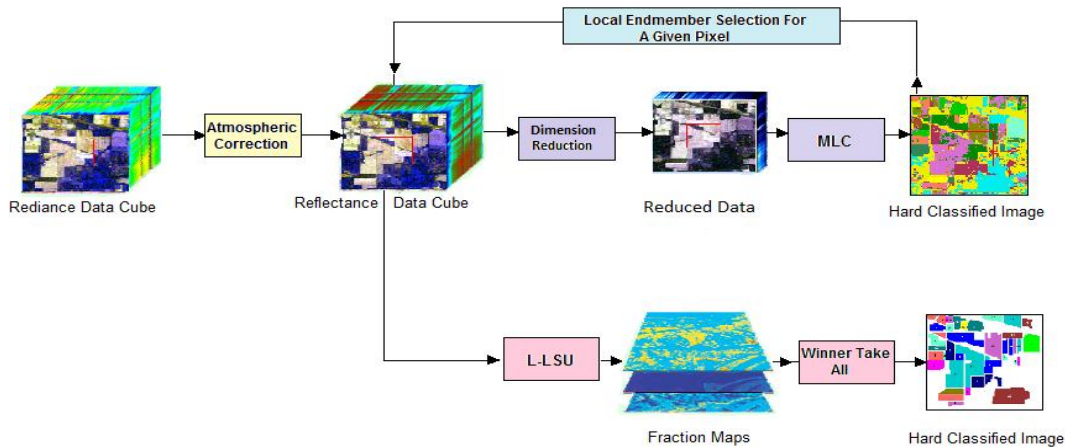 Local Endmember Selection For
A Given Pixel
Atmospheric
Correction
Dimension
Reduction
MLC
Rediance Data Cube
Reflectance Data Cube
Reduced Data
Hard Classified Image
L-LSU
Winner Take
All
Fraction Maps
Hard Classified Image